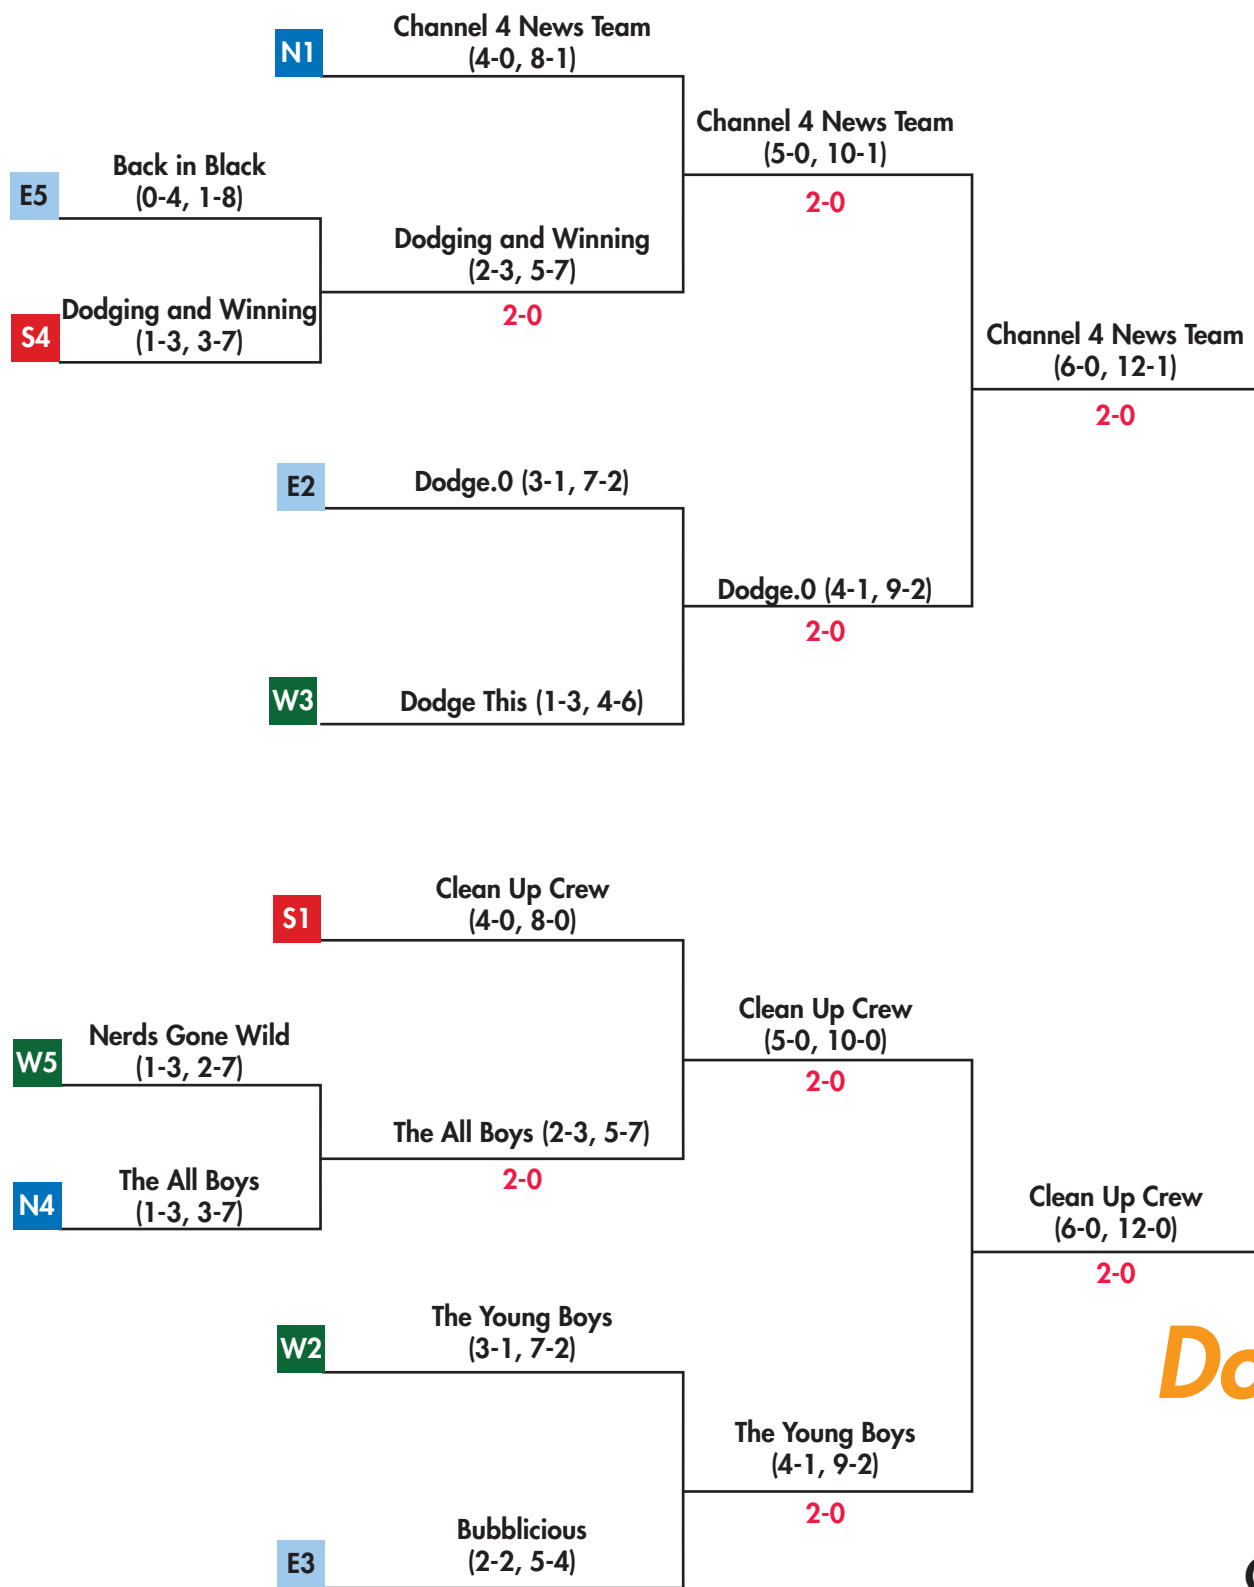 Channel 4 News Team
(4-0, 8-1)
N1
Channel 4 News Team
(5-0, 10-1)
2-0
Back in Black
(0-4, 1-8)
E5
Dodging and Winning
(2-3, 5-7)
2-0
Dodging and Winning
(1-3, 3-7)
S4
Channel 4 News Team
(6-0, 12-1)
2-0
E2
Dodge.0 (3-1, 7-2)
Dodge.0 (4-1, 9-2)
2-0
W3
Dodge This (1-3, 4-6)
Clean Up Crew
(4-0, 8-0)
S1
Clean Up Crew
(5-0, 10-0)
2-0
Nerds Gone Wild
(1-3, 2-7)
W5
The All Boys (2-3, 5-7)
2-0
The All Boys
(1-3, 3-7)
N4
Clean Up Crew
(6-0, 12-0)
2-0
The Young Boys
(3-1, 7-2)
W2
Do
The Young Boys
(4-1, 9-2)
2-0
Bubblicious
(2-2, 5-4)
E3